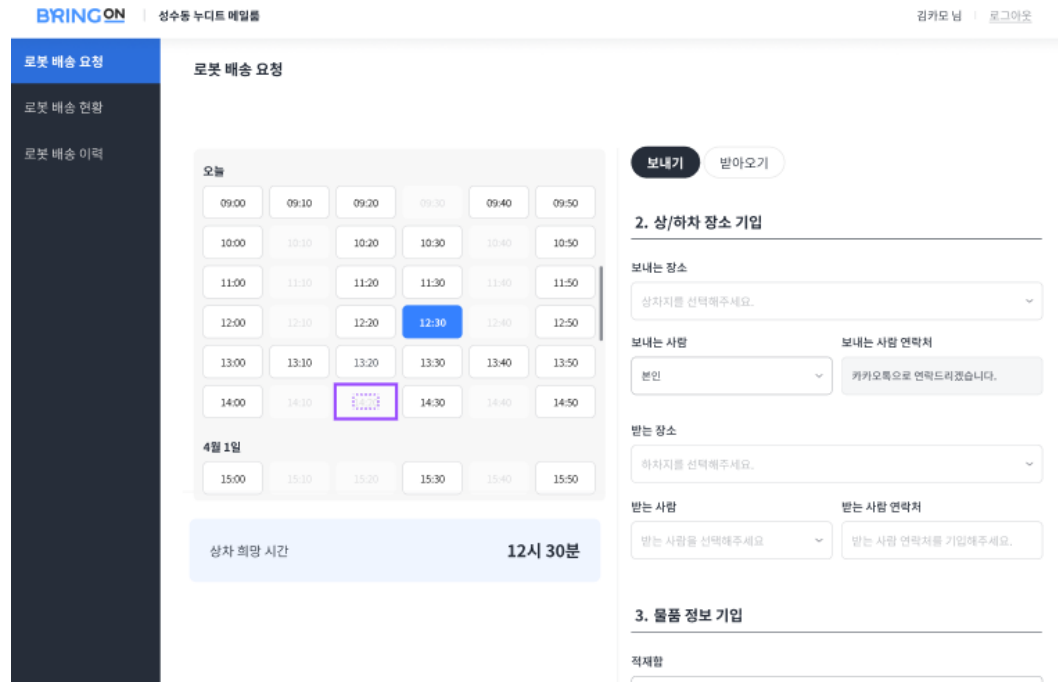 BRING ON 성수동 누디트 메일룸 김카모 님 로그아웃
로봇 배송 요청
로봇 배송 현황
로봇 배송 이력
로봇 배송 요청
오늘
09:00 09:10 09:20 09:30 09:40 09:50
10:00 10:10 10:20 10:30 10:40 10:50
11:00 11:10 11:20 11:30 11:40 11:50
12:00 12:10 12:20 12:30 12:40 12:50
13:00 13:10 13:20 13:30 13:40 13:50
14:00 14:10 14:30 14:40 14:50
4월 1일
15:00 15:10 15:20 15:30 15:40 15:50
상차 희망 시간 12시 30분
보내기 받아오기
2. 상/하차 장소 기입
보내는 장소
상차지를 선택해주세요.
보내는 사람 보내는 사람 연락처
본인 카카오톡으로 연락드리겠습니다.
받는 장소
하차지를 선택해주세요.
받는 사람 받는 사람 연락처
받는 사람을 선택해주세요 받는 사람 연락처를 기입해주세요.
3. 물품 정보 기입
적재함